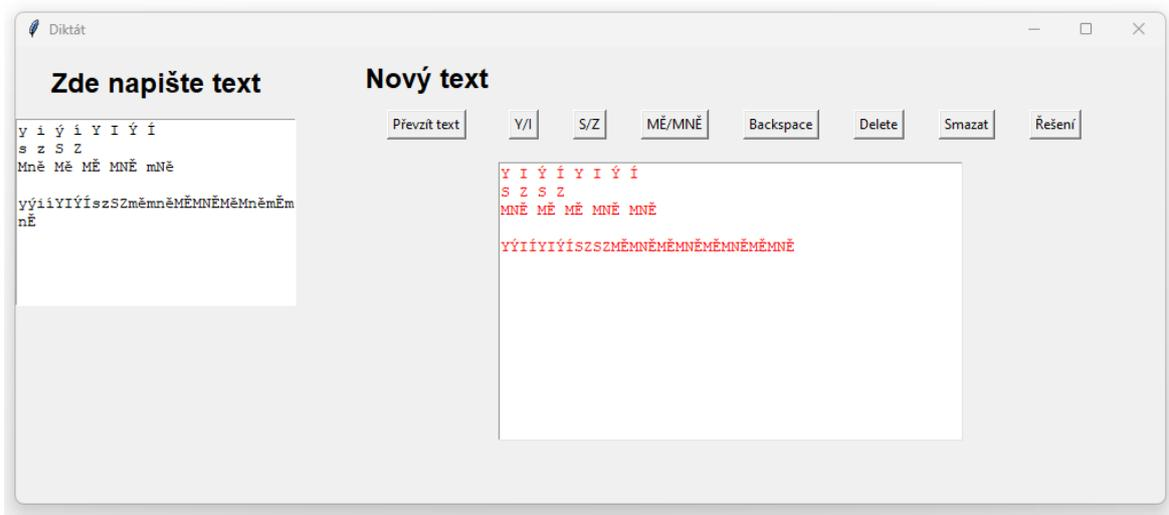 Diktát
Zde napište text
Nový text
Převzít text Y/I S/Z MĚ/MNĚ Backspace Delete Smazat Řešení
y i ý í Y I Ý Í
s z S Z
Mně Mě MĚ MNĚ mNě
yýiíYIÝÍszSZměmněMĚMNĚMěMněmĚm
nĚ
Y I Ý Í Y I Ý Í
S Z S Z
MNĚ MĚ MĚ MNĚ MNĚ
YÝIÍYIÝÍSZSZMĚMNĚMĚMNĚMĚMNĚMĚMNĚ